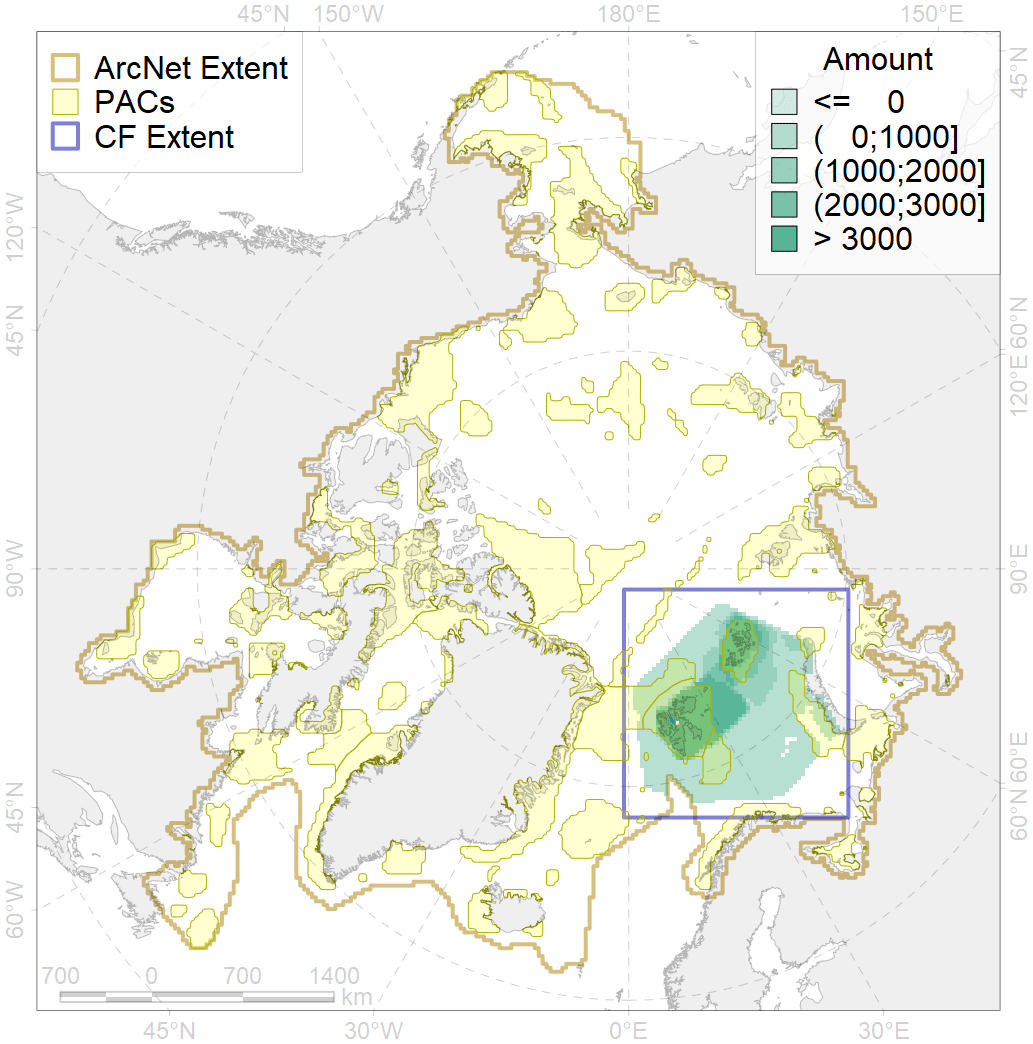 45°N 150°W 180°E 150°E
ArcNet Extent
PACs
CF Extent
Amount
<= 0
( 0;1000]
(1000;2000]
(2000;3000]
> 3000
45°N
120°W
60°N
45°N
120°E
90°W
90°E
45°N
60°E
60°N
60°W
700 0 700 1400
km
45°N 30°W 0°E 30°E